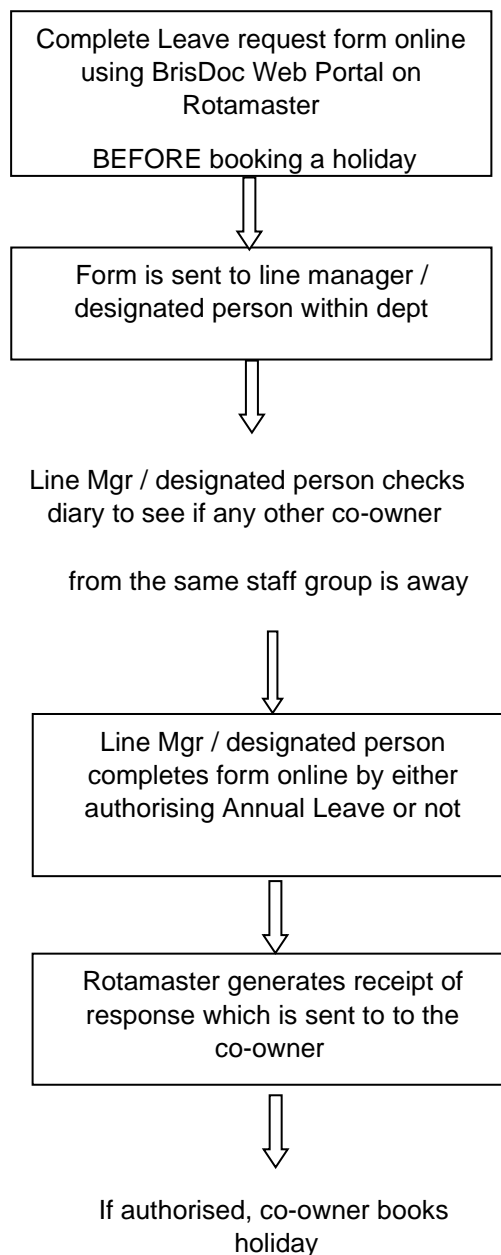 Complete Leave request form online
using BrisDoc Web Portal on
Rotamaster
BEFORE booking a holiday
Form is sent to line manager /
designated person within dept
Line Mgr / designated person checks
diary to see if any other co-owner
from the same staff group is away
Line Mgr / designated person
completes form online by either
authorising Annual Leave or not
Rotamaster generates receipt of
response which is sent to to the
co-owner
If authorised, co-owner books
holiday